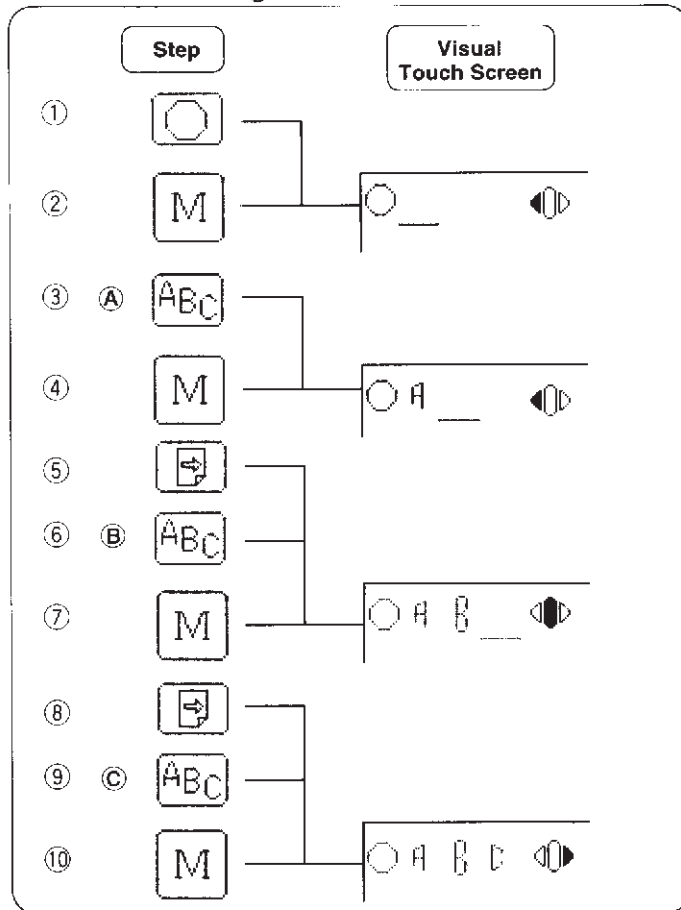 Step
Visual
Touch Screen
①
② M
③ Ⓐ ABC
④ M
A
⑤
⑥ Ⓑ ABC
⑦ M
A B
⑧
⑨ Ⓒ ABC
⑩ M
A B C